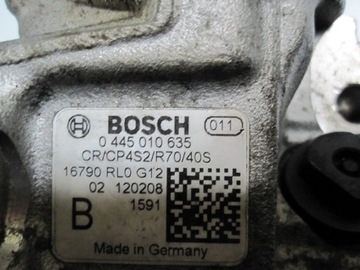 BOSCH 011
0 445 010 635
CR/CP4S2/R70/40S
16790 RL0 G12
02 120208
1591
B
Made in Germany